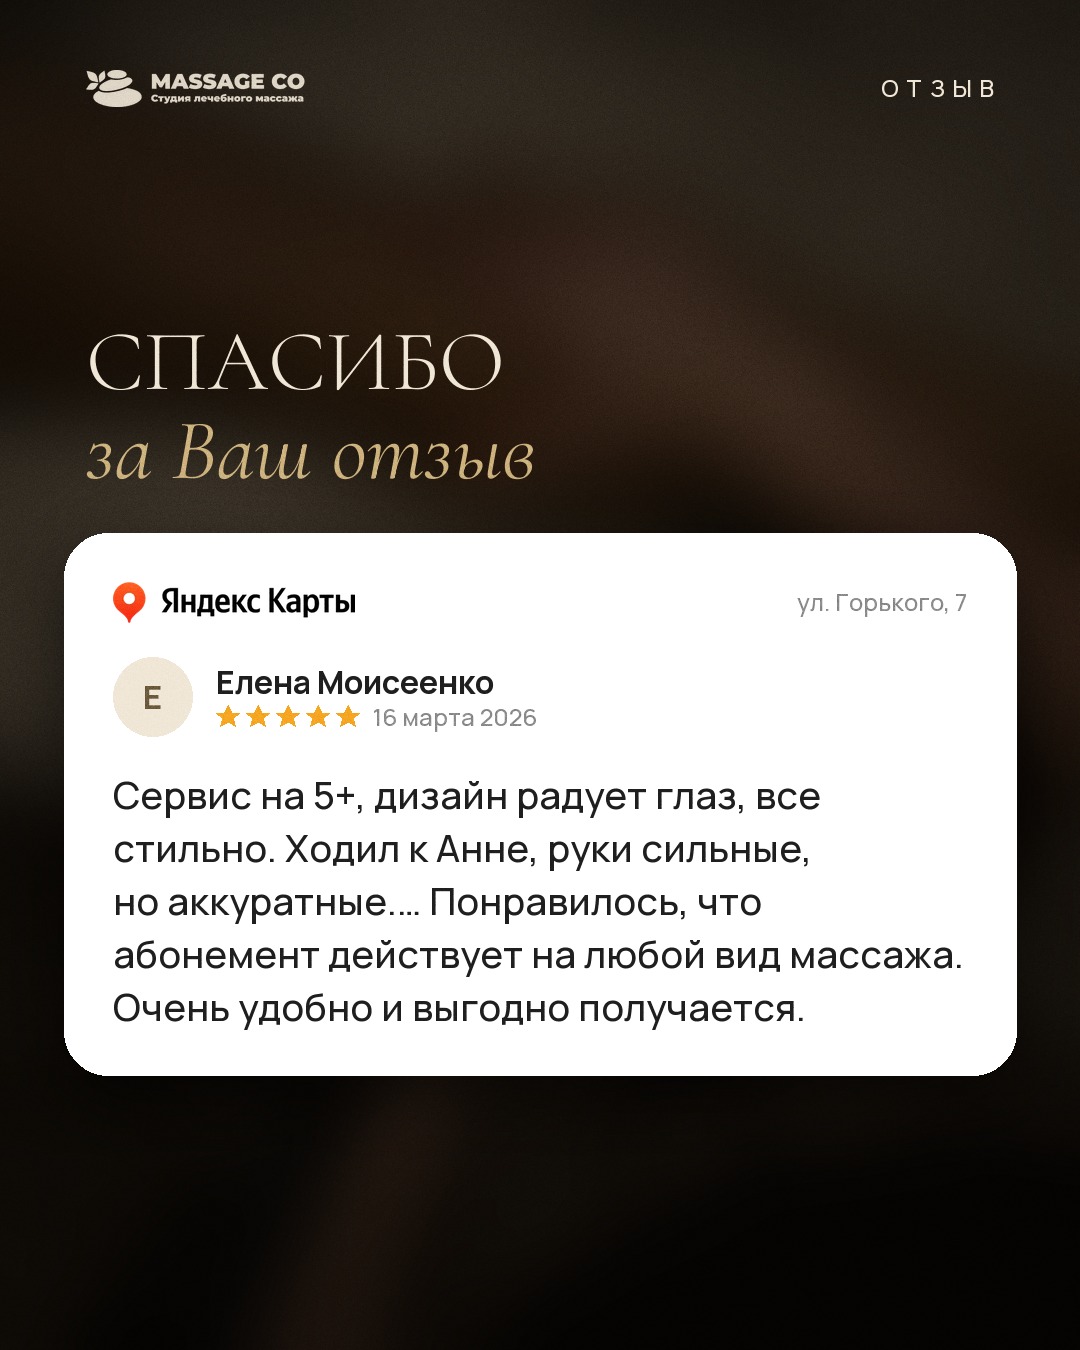 MASSAGE CO
Студия лечебного массажа
ОТЗЫВ
СПАСИБО
за Ваш отзыв
Яндекс Карты
ул. Горького, 7
Е
Елена Моисеенко
16 марта 2026
Сервис на 5+, дизайн радует глаз, все
стильно. Ходил к Анне, руки сильные,
но аккуратные.… Понравилось, что
абонемент действует на любой вид массажа.
Очень удобно и выгодно получается.